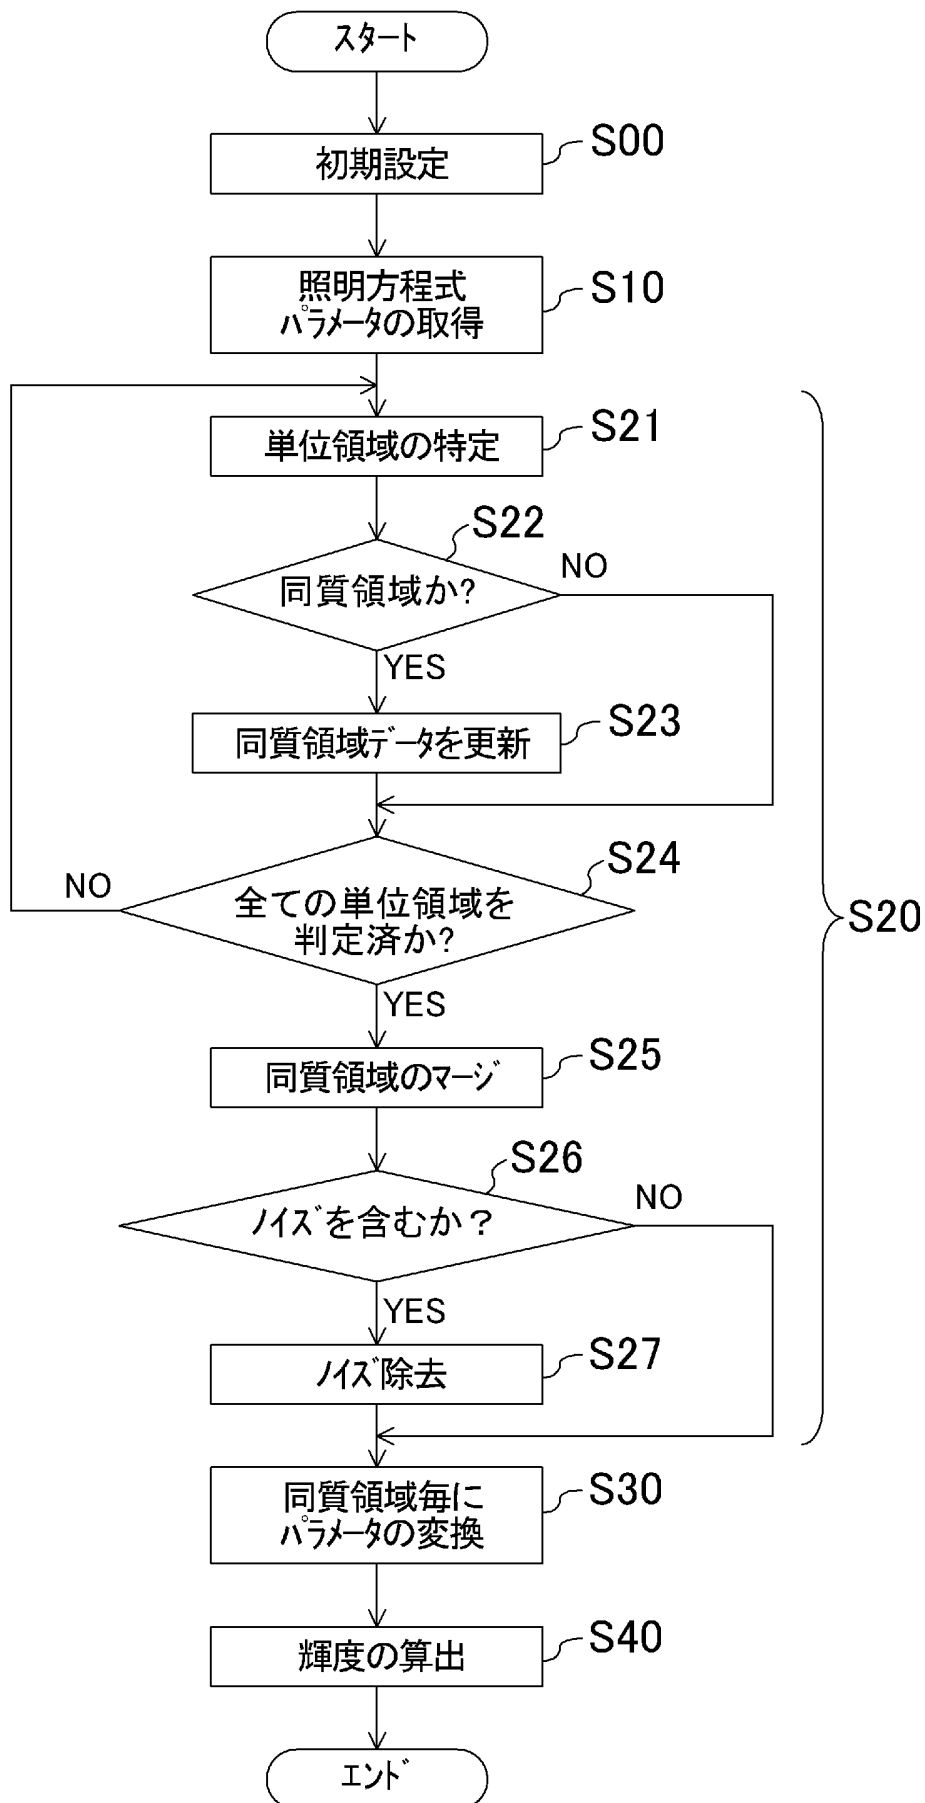 スタート
初期設定
S00
照明方程式
パラメータの取得
S10
単位領域の特定
S21
S22
同質領域か?
NO
YES
同質領域データを更新
S23
S24
NO
全ての単位領域を
判定済か?
S20
YES
同質領域のマージ
S25
S26
ノイズを含むか？
NO
YES
ノイズ除去
S27
同質領域毎に
パラメータの変換
S30
輝度の算出
S40
エンド